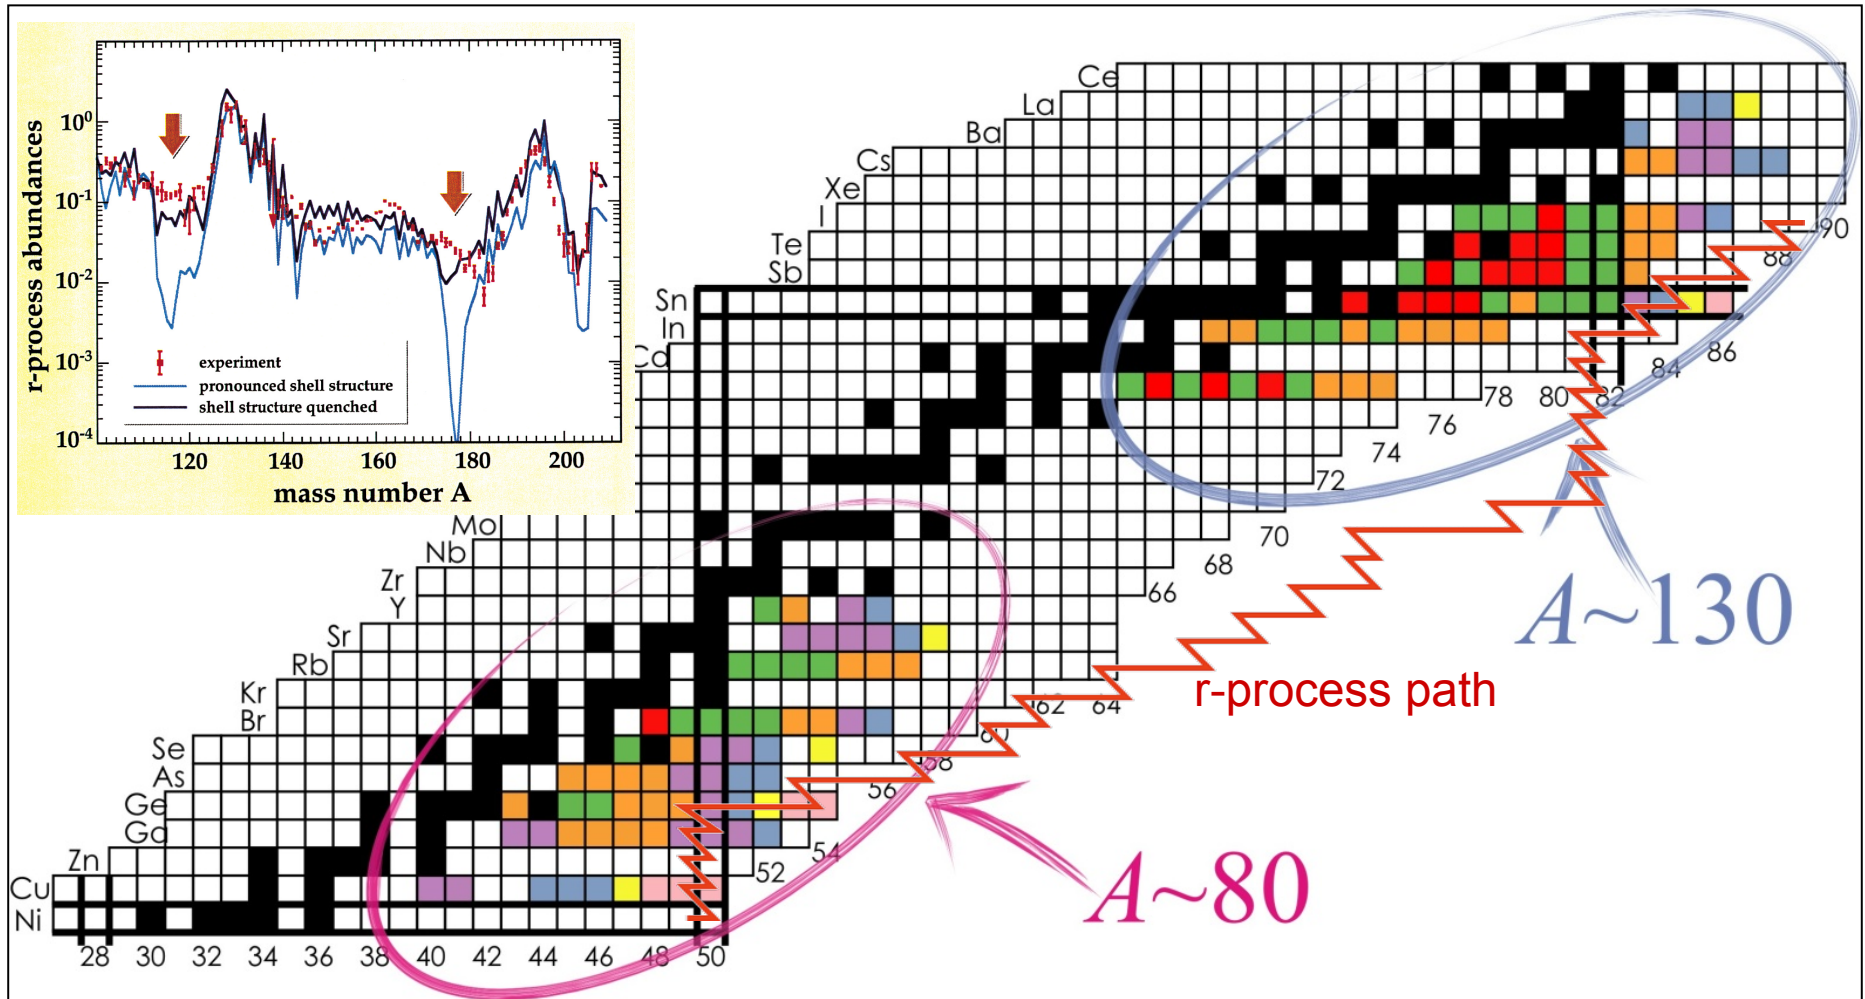 r-process abundances
10⁰
10⁻¹
10⁻²
10⁻³
10⁻⁴
experiment
pronounced shell structure
shell structure quenched
120 140 160 180 200
mass number A
Ce
La
Ba
Cs
Xe
I
Te
Sb
Sn
In
Cd
Mo
Nb
Zr
Y
Sr
Rb
Kr
Br
Se
As
Ge
Ga
Zn
Cu
Ni
28 30 32 34 36 38 40 42 44 46 48 50
52
54
56
58
60
62 64
66
68
70
72
74
76
78 80 82
84
86
88
90
r-process path
A~130
A~80